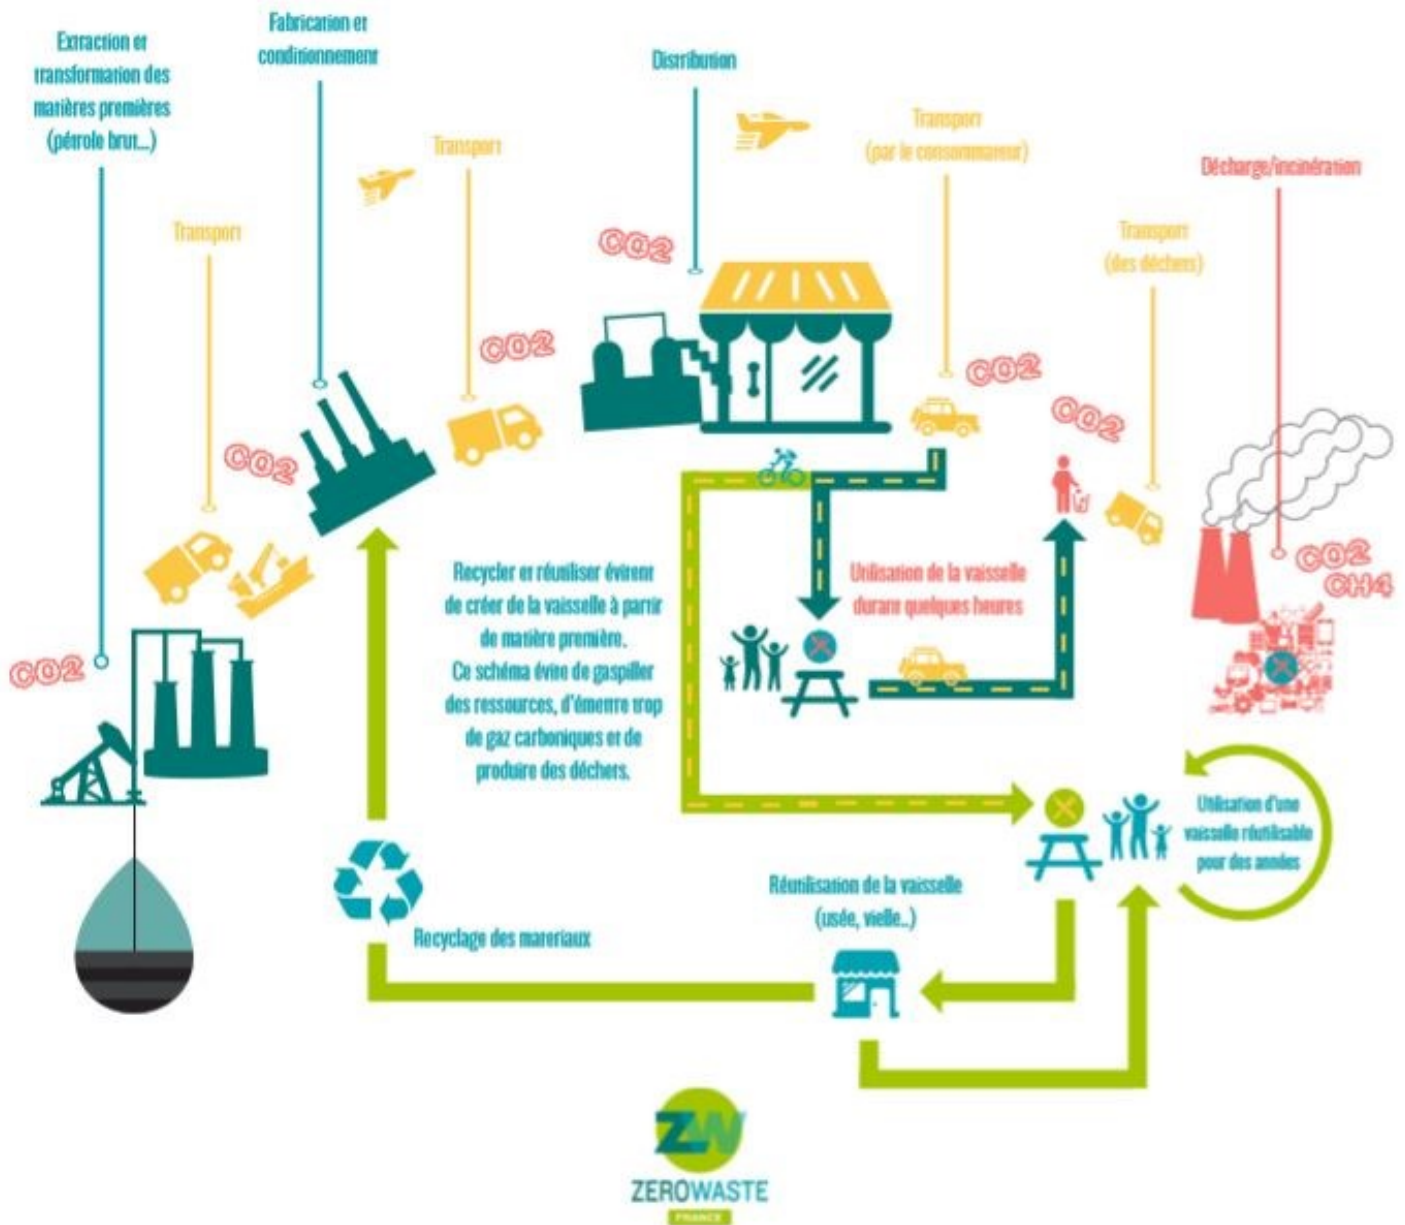 Extraction et
transformation des
matières premières
(pétrole brut...)
Fabrication et
conditionnement
Distribution
Transport
Transport
(par le consommateur)
Décharge/incinération
Transport
Transport
(des déchets)
CO2
CO2
CO2
CO2
CO2
CO2
CO2
CH4
Recycler et réutiliser évitent
de créer de la vaisselle à partir
de matière première.
Ce schéma évite de gaspiller
des ressources, d'émettre trop
de gaz carboniques et de
produire des déchets.
Utilisation de la vaisselle
durant quelques heures
Utilisation d'une
vaisselle réutilisable
pour des années
Réutilisation de la vaisselle
(usée, vielle..)
Recyclage des materiaux
ZW
ZEROWASTE
FRANCE